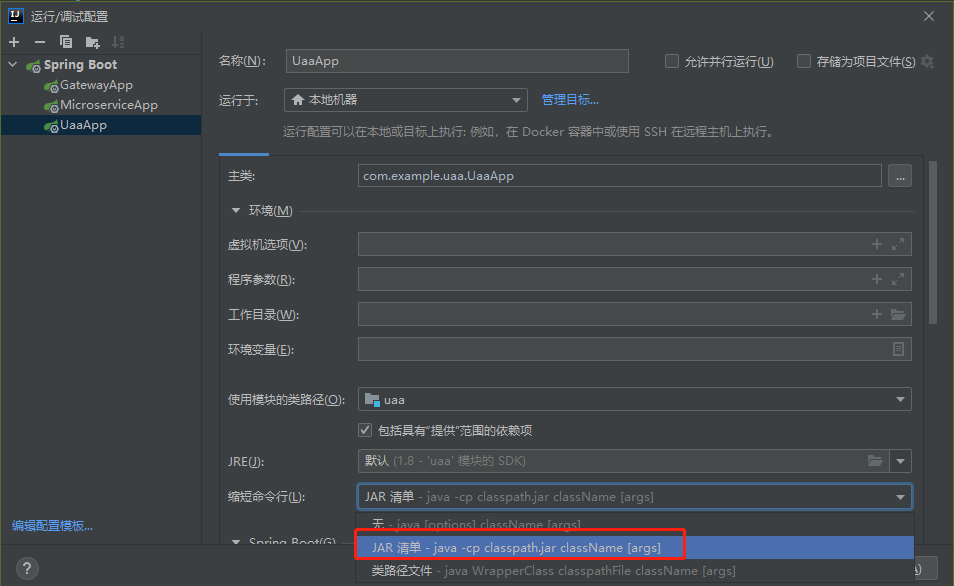 运行/调试配置
Spring Boot
GatewayApp
MicroserviceApp
UaaApp
编辑配置模板...
名称(N):
UaaApp
允许并行运行(U)
存储为项目文件(S)
运行于:
本地机器
管理目标...
运行配置可以在本地或目标上执行: 例如，在 Docker 容器中或使用 SSH 在远程主机上执行。
主类:
com.example.uaa.UaaApp
...
环境(M)
虚拟机选项(V):
程序参数(R):
工作目录(W):
环境变量(E):
使用模块的类路径(O):
uaa
包括具有“提供”范围的依赖项
JRE(J):
默认 (1.8 - 'uaa' 模块的 SDK)
缩短命令行(L):
JAR 清单 - java -cp classpath.jar className [args]
无 - java [options] className [args]
Spring Boot(G)
JAR 清单 - java -cp classpath.jar className [args]
类路径文件 - java WrapperClass classpathFile className [args]
?